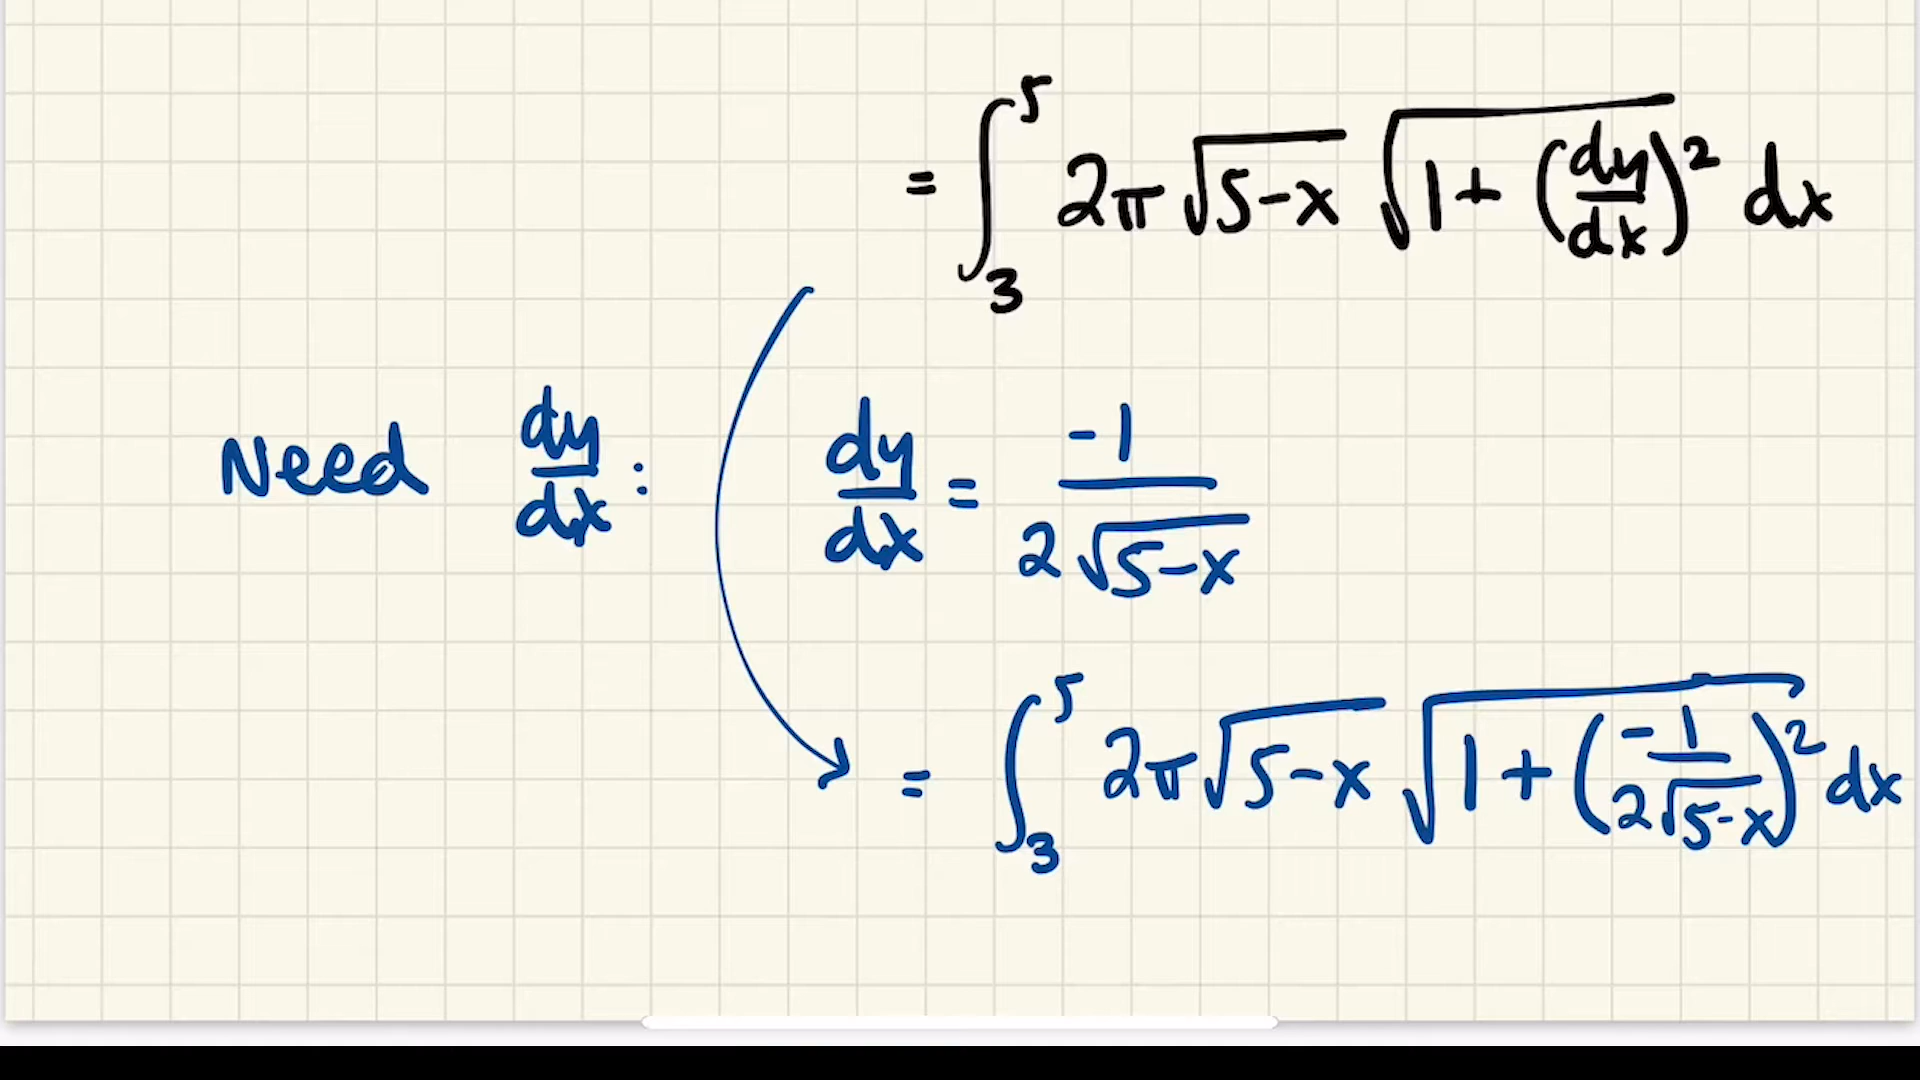 = ∫₃⁵ 2π √(5-x) √(1 + (dy/dx)²) dx
Need dy/dx : dy/dx = -1/(2√(5-x))
= ∫₃⁵ 2π √(5-x) √(1 + (-1/(2√(5-x)))²) dx